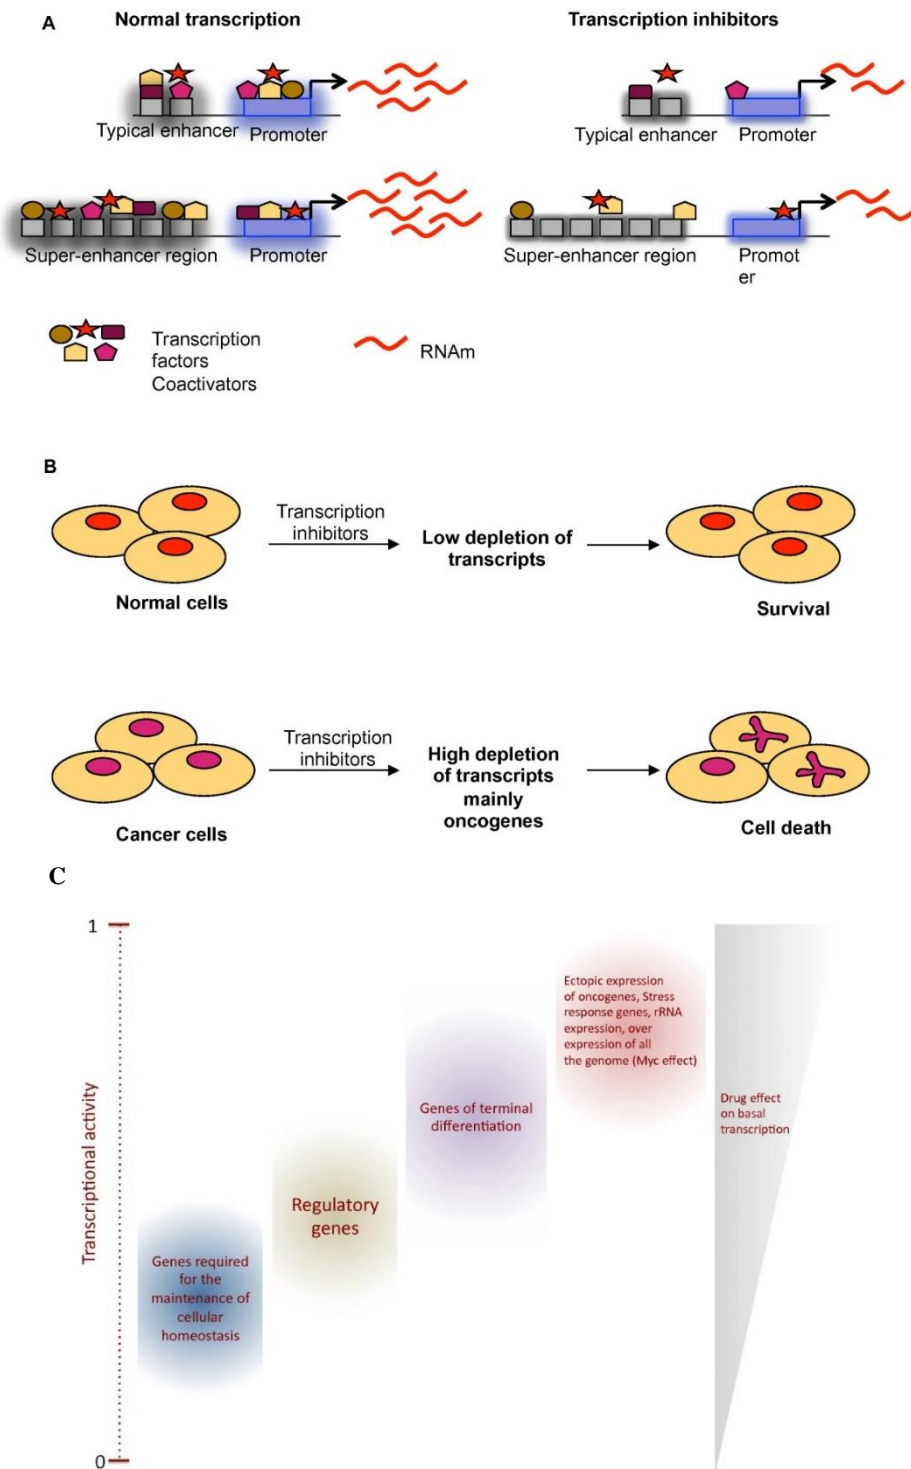 A
Normal transcription
Transcription inhibitors
Typical enhancer
Promoter
Typical enhancer
Promoter
Super-enhancer region
Promoter
Super-enhancer region
Promot
er
Transcription
factors
Coactivators
RNAm
B
Transcription
inhibitors
Low depletion of
transcripts
Normal cells
Survival
Transcription
inhibitors
High depletion
of transcripts
mainly
oncogenes
Cancer cells
Cell death
C
1
Transcriptional activity
0
Genes required
for the
maintenance of
cellular
homeostasis
Regulatory
genes
Genes of terminal
differentiation
Ectopic expression
of oncogenes, Stress
response genes, rRNA
expression, over
expression of all
the genome (Myc effect)
Drug effect
on basal
transcription